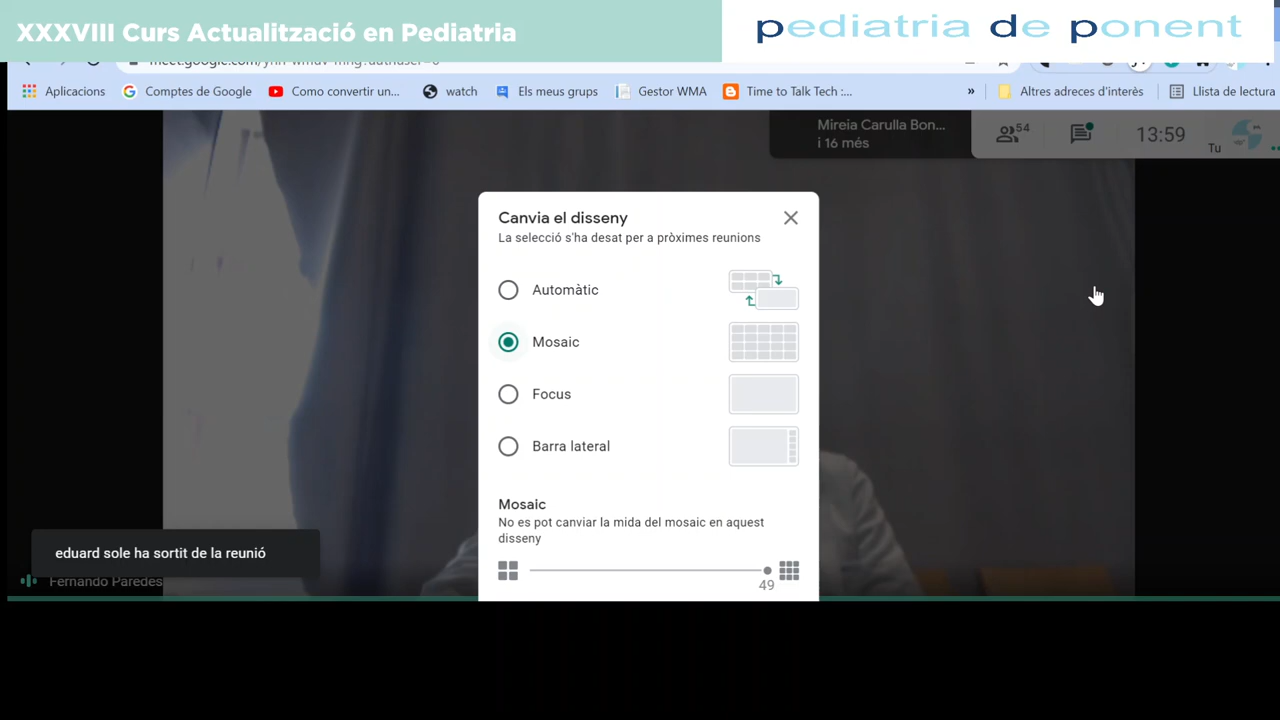 XXXVIII Curs Actualització en Pediatria
pediatria de ponent
Aplicacions
Comptes de Google
Como convertir un...
watch
Els meus grups
Gestor WMA
Time to Talk Tech :...
»
Altres adreces d'interès
Llista de lectura
Mireia Carulla Bon...
i 16 més
54
13:59
Tu
Canvia el disseny
La selecció s'ha desat per a pròximes reunions
Automàtic
Mosaic
Focus
Barra lateral
Mosaic
No es pot canviar la mida del mosaic en aquest
disseny
49
eduard sole ha sortit de la reunió
Fernando Paredes